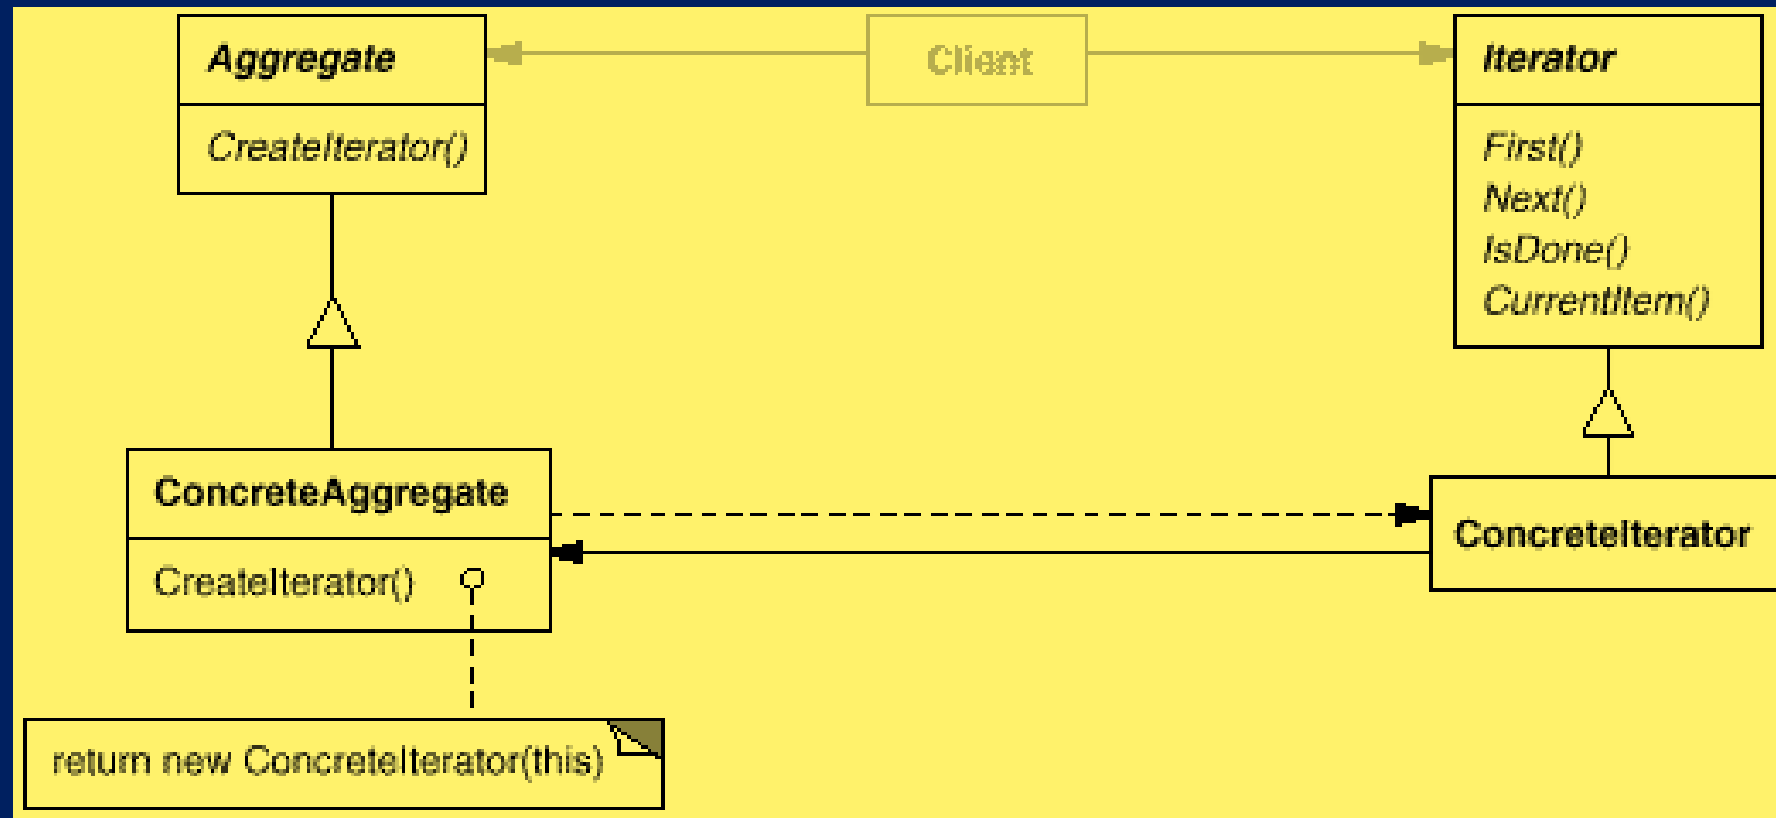 Aggregate
CreateIterator()
Client
Iterator
First()
Next()
IsDone()
CurrentItem()
ConcreteAggregate
CreateIterator()
ConcreteIterator
return new ConcreteIterator(this)